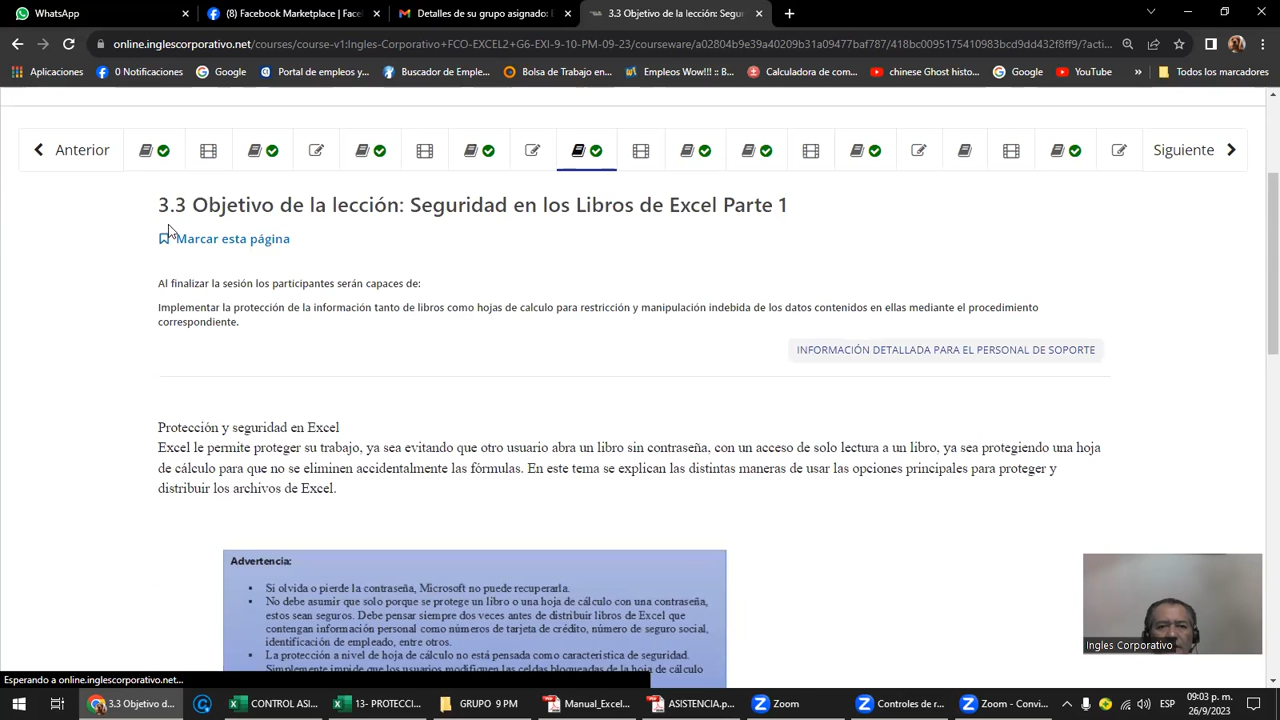 WhatsApp
(8) Facebook Marketplace | Face
Detalles de su grupo asignado: E
3.3 Objetivo de la lección: Segur
online.inglescorporativo.net/courses/course-v1:Ingles-Corporativo+FCO-EXCEL2+G6-EXI-9-10-PM-09-23/courseware/a02804b9e39a40209b31a09477baf787/418bc0095175410983bcd9dd432f8ff9/?acti...
Aplicaciones
0 Notificaciones
Google
Portal de empleos y...
Buscador de Emple...
Bolsa de Trabajo en...
Empleos Wow!!! :: B...
Calculadora de com...
chinese Ghost histo...
Google
YouTube
»
Todos los marcadores
Anterior
Siguiente
3.3 Objetivo de la lección: Seguridad en los Libros de Excel Parte 1
Marcar esta página
Al finalizar la sesión los participantes serán capaces de:
Implementar la protección de la información tanto de libros como hojas de calculo para restricción y manipulación indebida de los datos contenidos en ellas mediante el procedimiento
correspondiente.
INFORMACIÓN DETALLADA PARA EL PERSONAL DE SOPORTE
Protección y seguridad en Excel
Excel le permite proteger su trabajo, ya sea evitando que otro usuario abra un libro sin contraseña, con un acceso de solo lectura a un libro, ya sea protegiendo una hoja
de cálculo para que no se eliminen accidentalmente las fórmulas. En este tema se explican las distintas maneras de usar las opciones principales para proteger y
distribuir los archivos de Excel.
Advertencia:
▪ Si olvida o pierde la contraseña, Microsoft no puede recuperarla.
▪ No debe asumir que solo porque se protege un libro o una hoja de cálculo con una contraseña,
estos sean seguros. Debe pensar siempre dos veces antes de distribuir libros de Excel que
contengan información personal como números de tarjeta de crédito, número de seguro social,
identificación de empleado, entre otros.
▪ La protección a nivel de hoja de cálculo no está pensada como característica de seguridad.
Simplemente impide que los usuarios modifiquen las celdas bloqueadas de la hoja de cálculo
Ingles Corporativo
Esperando a online.inglescorporativo.net...
3.3 Objetivo d...
CONTROL ASI...
13- PROTECCI...
GRUPO 9 PM
Manual_Excel...
ASISTENCIA.p...
Zoom
Controles de r...
Zoom - Convi...
09:03 p. m.
26/9/2023